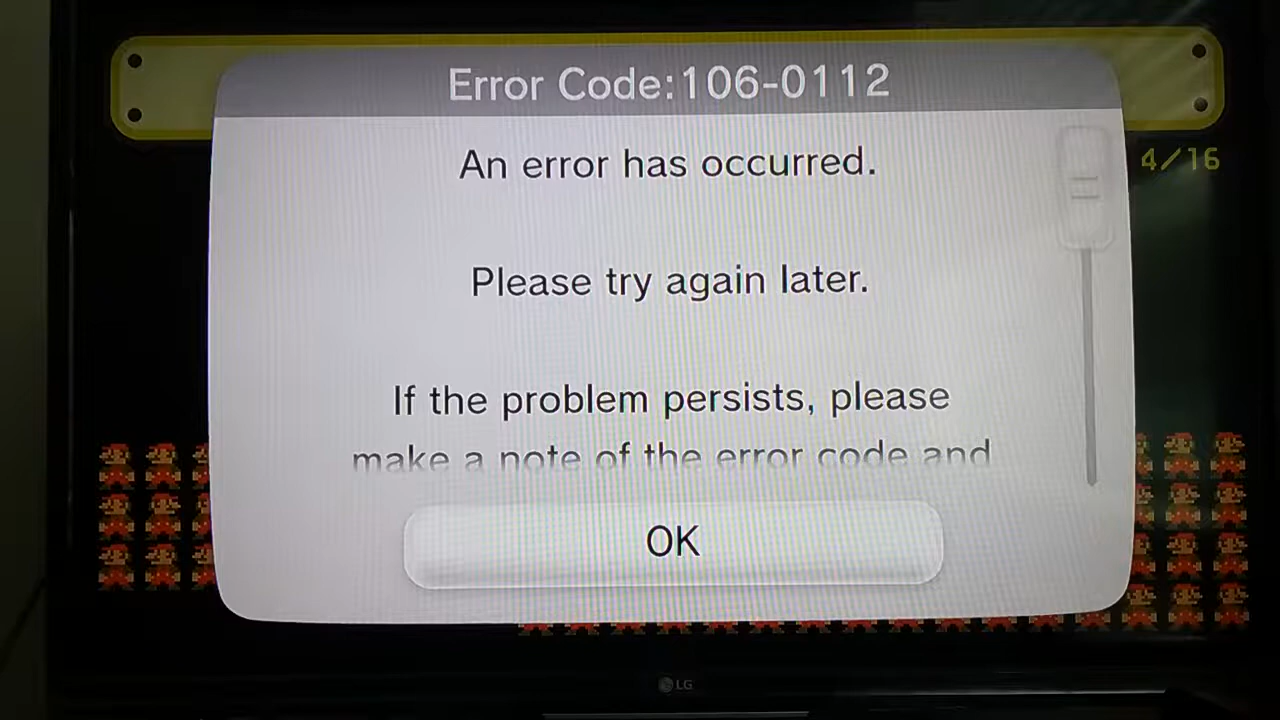 Error Code:106-0112
An error has occurred.
4/16
Please try again later.
If the problem persists, please
make a note of the error code and
OK
LG